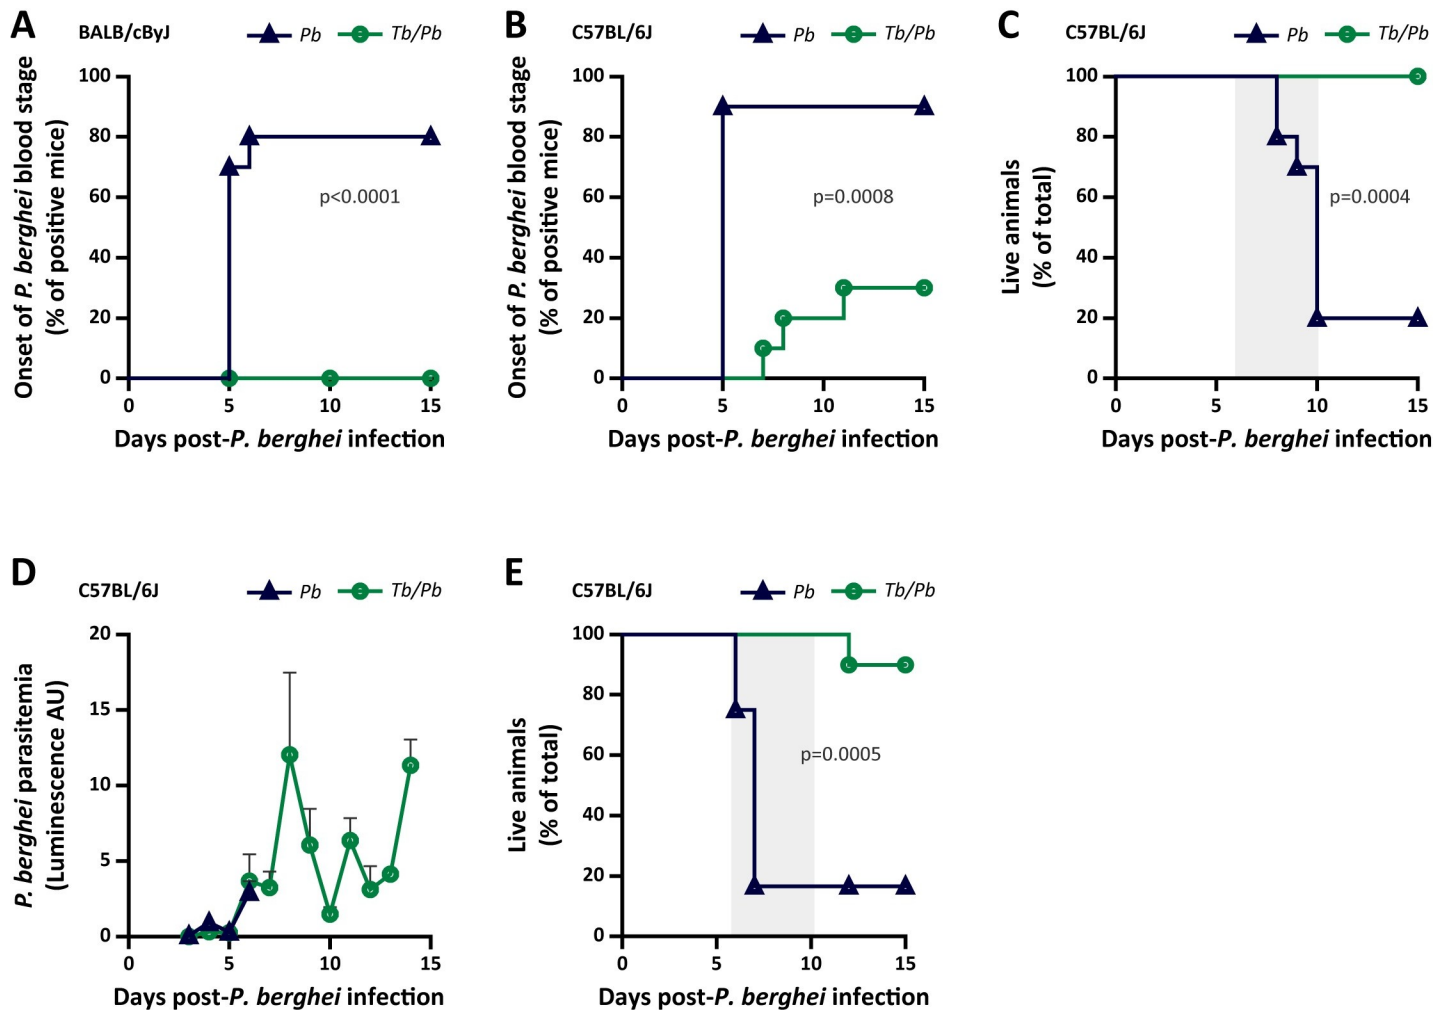 A
BALB/cByJ
Pb
Tb/Pb
Onset of P. berghei blood stage
(% of positive mice)
100
80
60
40
20
0
p<0.0001
0
5
10
15
Days post-P. berghei infection
B
C57BL/6J
Pb
Tb/Pb
Onset of P. berghei blood stage
(% of positive mice)
100
80
60
40
20
0
p=0.0008
0
5
10
15
Days post-P. berghei infection
C
C57BL/6J
Pb
Tb/Pb
Live animals
(% of total)
100
80
60
40
20
0
p=0.0004
0
5
10
15
Days post-P. berghei infection
D
C57BL/6J
Pb
Tb/Pb
P. berghei parasitemia
(Luminescence AU)
20
15
10
5
0
0
5
10
15
Days post-P. berghei infection
E
C57BL/6J
Pb
Tb/Pb
Live animals
(% of total)
100
80
60
40
20
0
p=0.0005
0
5
10
15
Days post-P. berghei infection